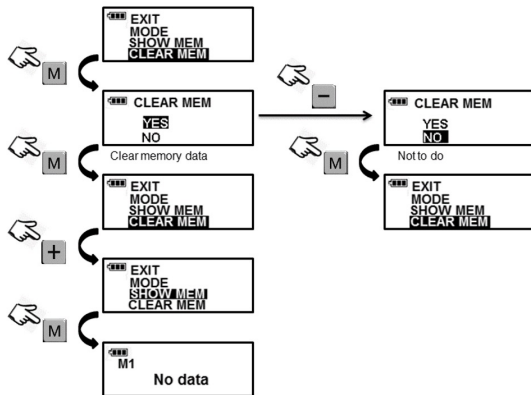 EXIT
MODE
SHOW MEM
CLEAR MEM
M
CLEAR MEM
YES
NO
−
CLEAR MEM
YES
NO
M
Clear memory data
M
Not to do
EXIT
MODE
SHOW MEM
CLEAR MEM
EXIT
MODE
SHOW MEM
CLEAR MEM
+
EXIT
MODE
SHOW MEM
CLEAR MEM
M
M1
No data